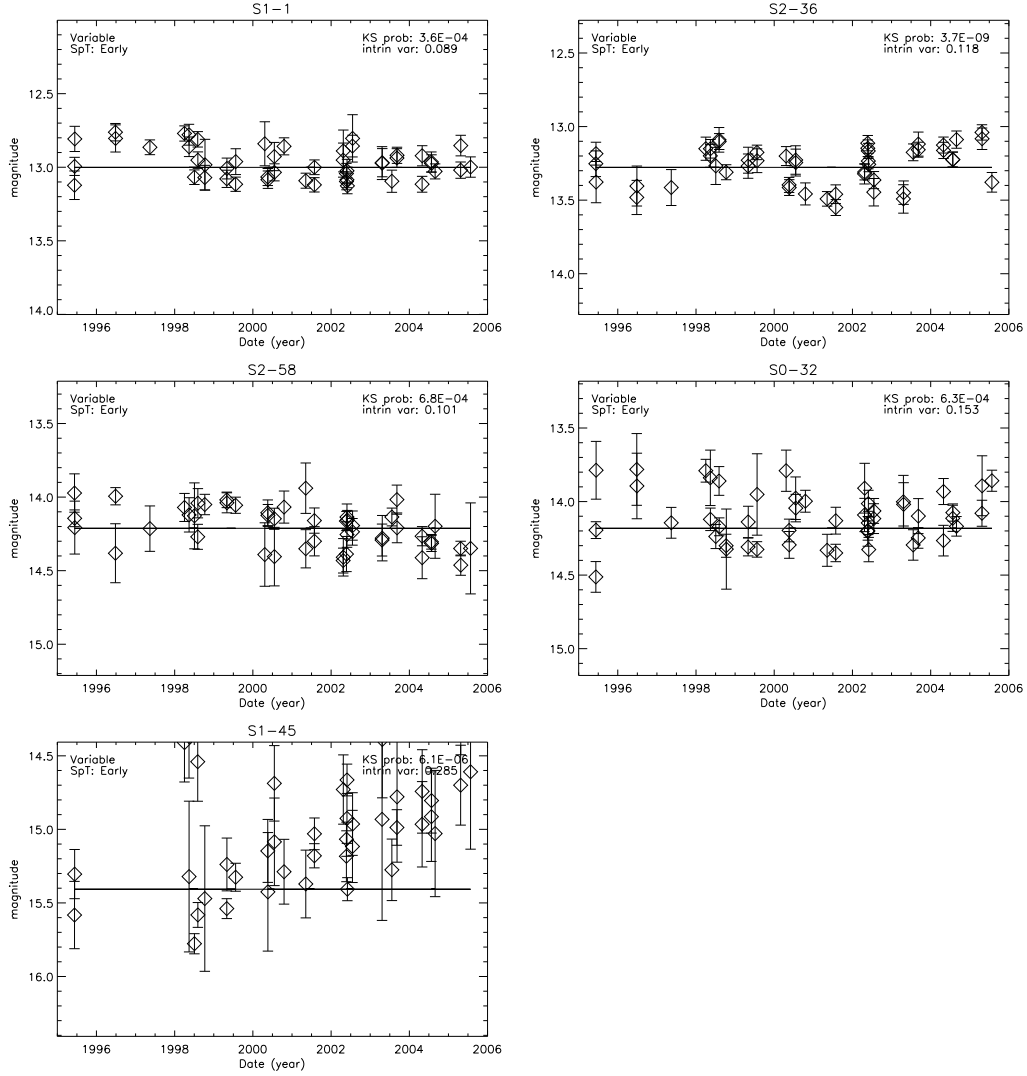 S1-1
Variable
KS prob: 3.6E-04
SpT: Early
intrin var: 0.089
12.5
13.0
13.5
14.0
magnitude
1996 1998 2000 2002 2004 2006
Date (year)
S2-36
Variable
KS prob: 3.7E-09
SpT: Early
intrin var: 0.118
12.5
13.0
13.5
14.0
magnitude
1996 1998 2000 2002 2004 2006
Date (year)
S2-58
Variable
KS prob: 6.8E-04
SpT: Early
intrin var: 0.101
13.5
14.0
14.5
15.0
magnitude
1996 1998 2000 2002 2004 2006
Date (year)
S0-32
Variable
KS prob: 6.3E-04
SpT: Early
intrin var: 0.153
13.5
14.0
14.5
15.0
magnitude
1996 1998 2000 2002 2004 2006
Date (year)
S1-45
Variable
KS prob: 6.1E-06
SpT: Early
intrin var: 0.285
14.5
15.0
15.5
16.0
magnitude
1996 1998 2000 2002 2004 2006
Date (year)